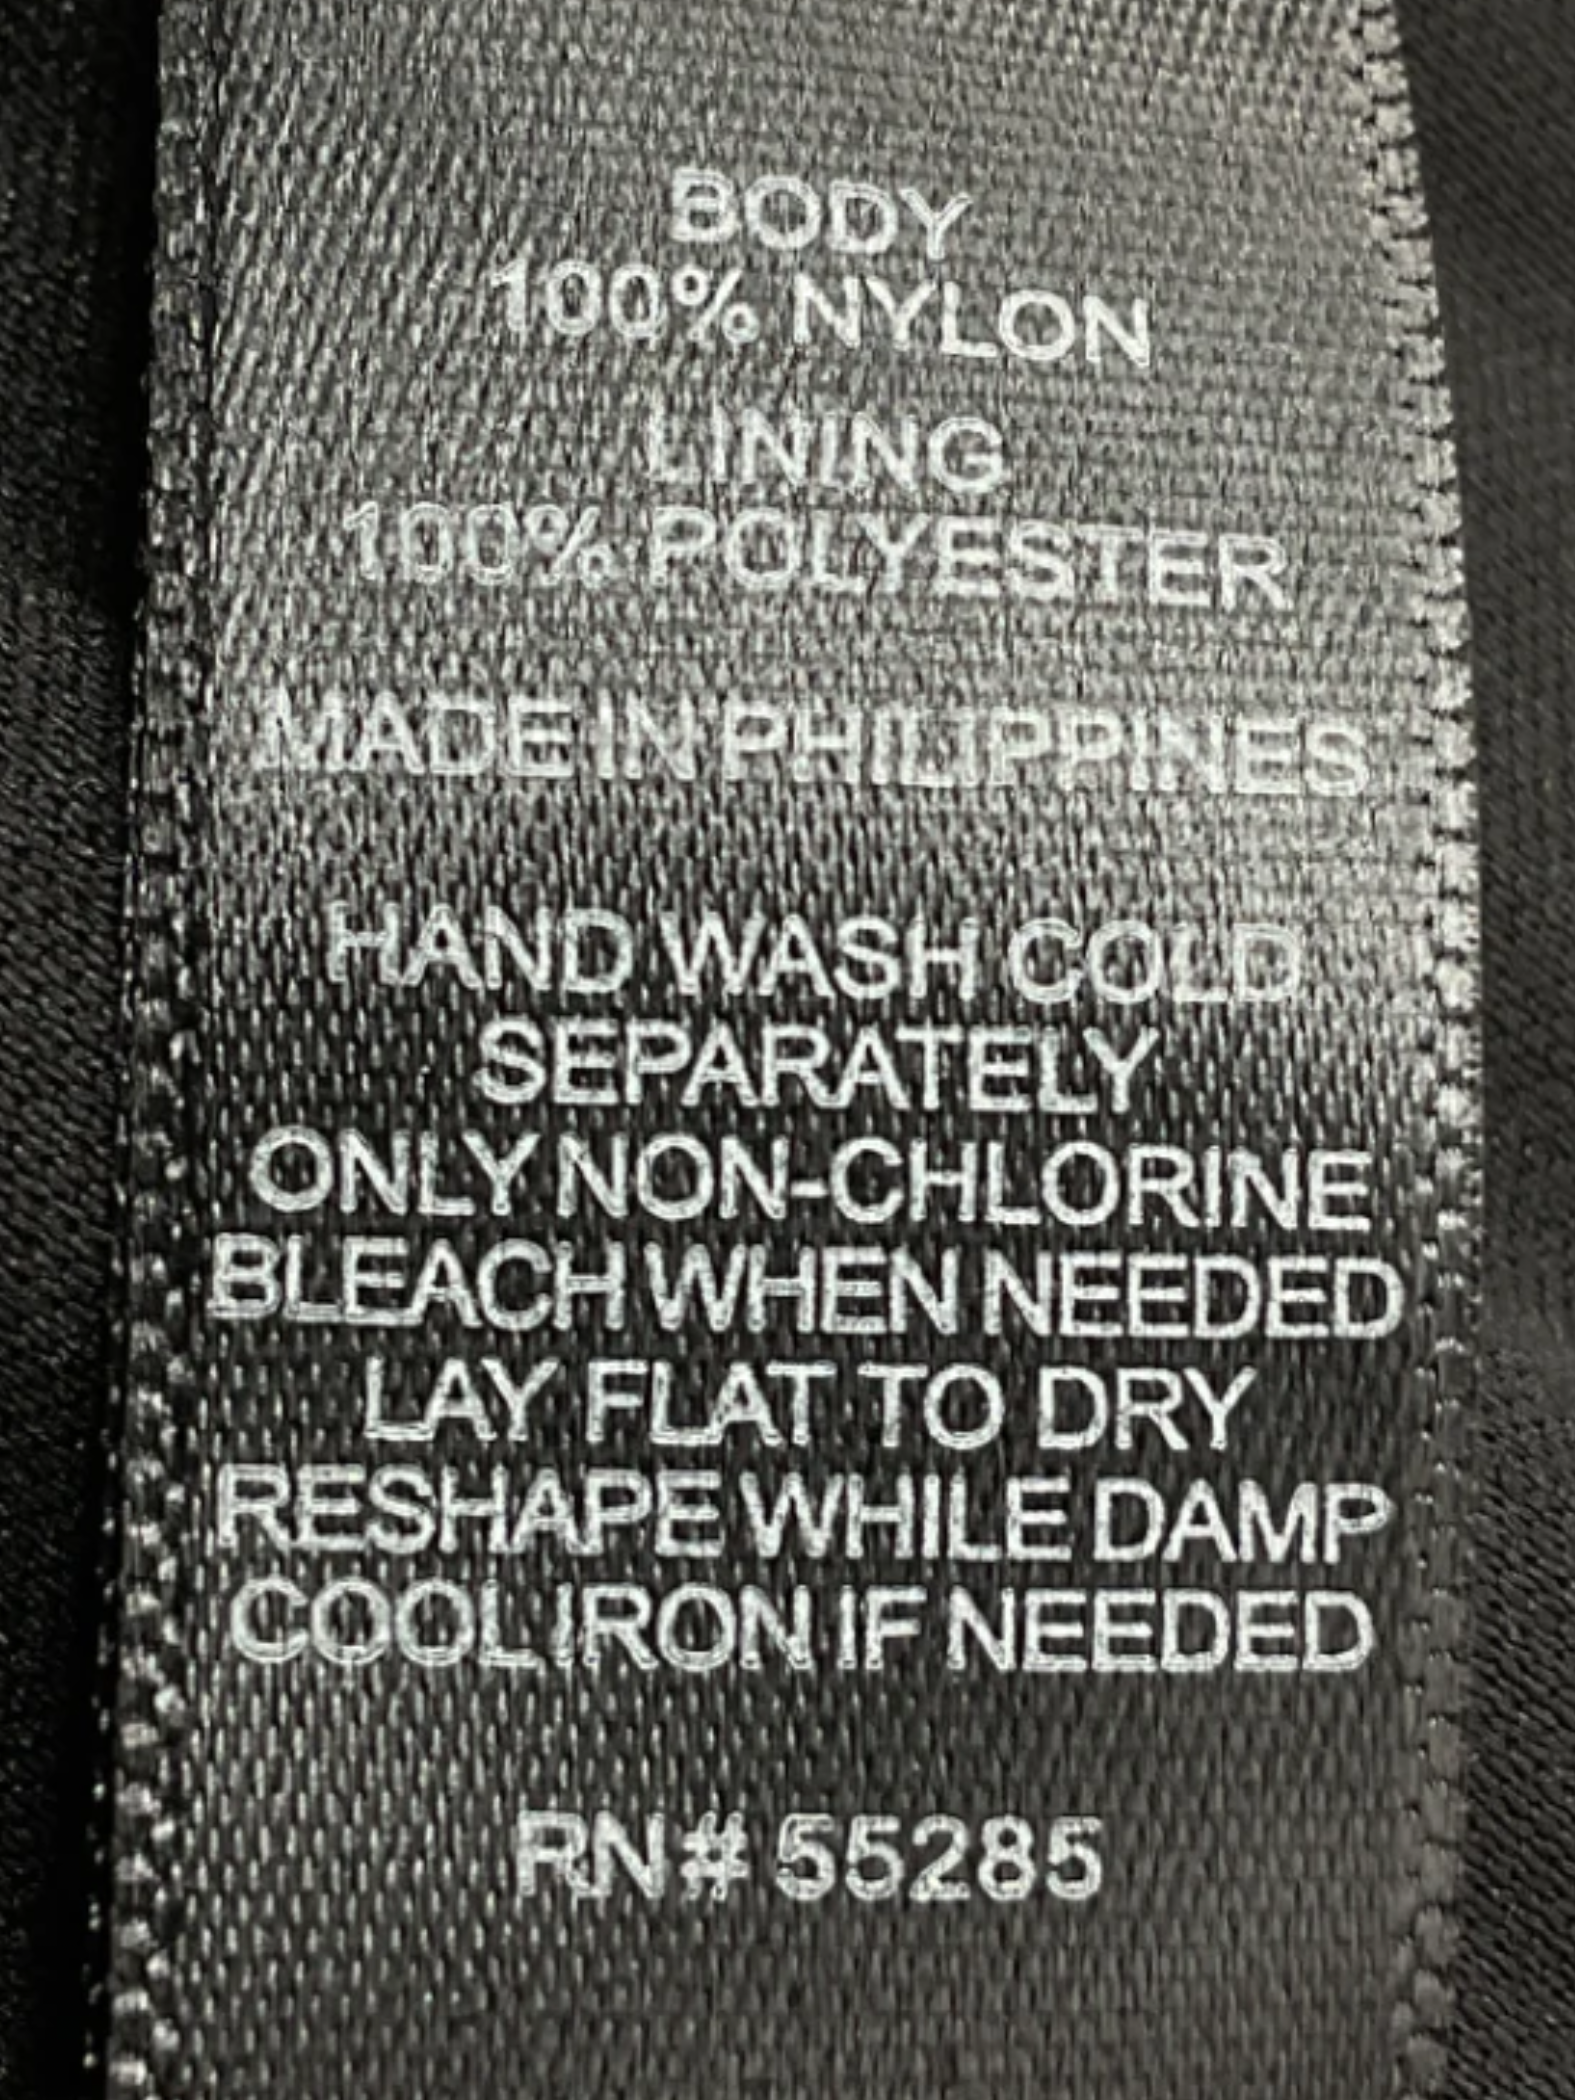 BODY
100% NYLON
LINING
100% POLYESTER
MADE IN PHILIPPINES
HAND WASH COLD
SEPARATELY
ONLY NON-CHLORINE
BLEACH WHEN NEEDED
LAY FLAT TO DRY
RESHAPE WHILE DAMP
COOL IRON IF NEEDED
RN# 55285